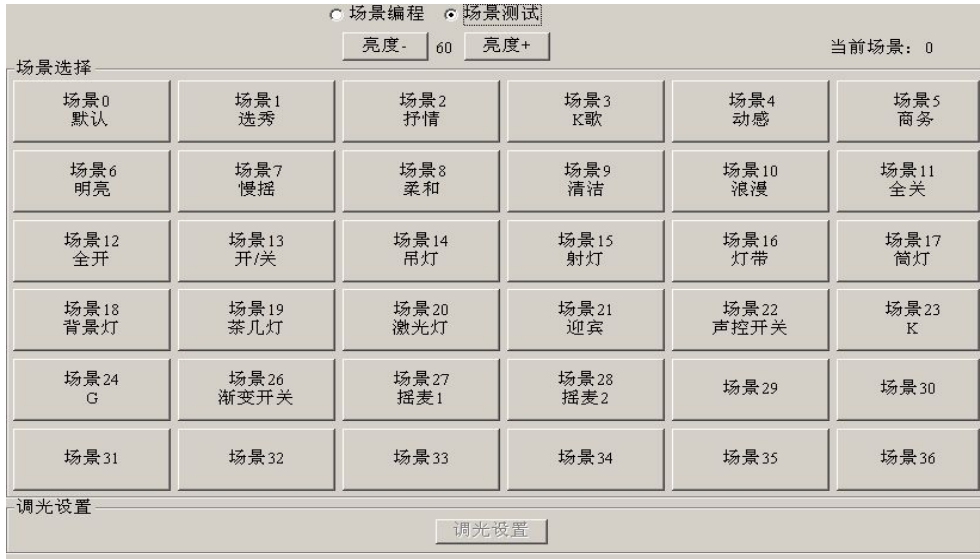 场景编程 场景测试
亮度- 60 亮度+ 当前场景: 0
场景选择
场景0 场景1 场景2 场景3 场景4 场景5
默认 选秀 抒情 K歌 动感 商务
场景6 场景7 场景8 场景9 场景10 场景11
明亮 慢摇 柔和 清洁 浪漫 全关
场景12 场景13 场景14 场景15 场景16 场景17
全开 开/关 吊灯 射灯 灯带 筒灯
场景18 场景19 场景20 场景21 场景22 场景23
背景灯 茶几灯 激光灯 迎宾 声控开关 K
场景24 场景26 场景27 场景28 场景29 场景30
G 渐变开关 摇麦1 摇麦2
场景31 场景32 场景33 场景34 场景35 场景36
调光设置
调光设置